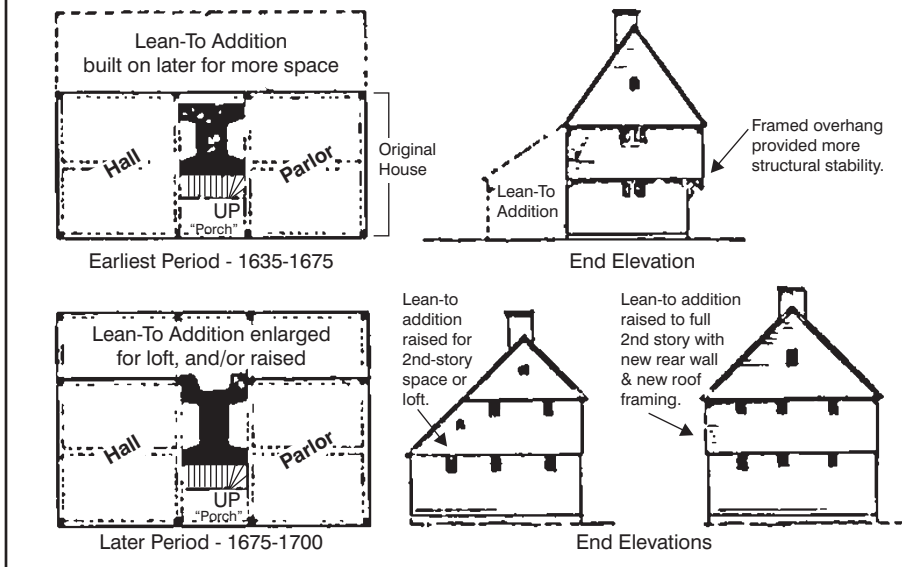 Lean-To Addition
built on later for more space
Hall
Parlor
UP
“Porch”
Original
House
Earliest Period - 1635-1675
Lean-To
Addition
Framed overhang
provided more
structural stability.
End Elevation
Lean-To Addition enlarged
for loft, and/or raised
Hall
Parlor
UP
“Porch”
Later Period - 1675-1700
Lean-to
addition
raised for
2nd-story
space or
loft.
Lean-to addition
raised to full
2nd story with
new rear wall
& new roof
framing.
End Elevations